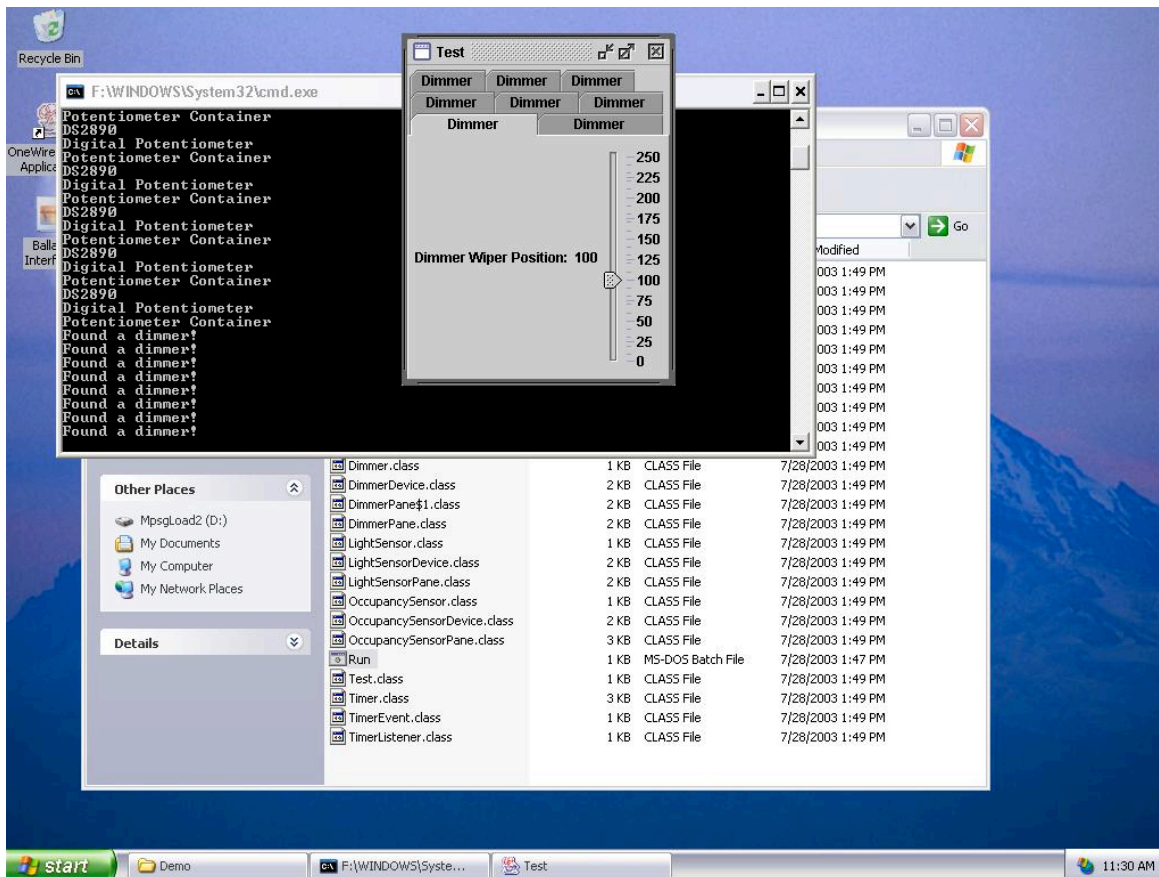 Recycle Bin
OneWire
Applica
Balla
Interf
F:\WINDOWS\System32\cmd.exe
Potentiometer Container
DS2890
Digital Potentiometer
Potentiometer Container
DS2890
Digital Potentiometer
Potentiometer Container
DS2890
Digital Potentiometer
Potentiometer Container
DS2890
Digital Potentiometer
Potentiometer Container
DS2890
Digital Potentiometer
Potentiometer Container
Found a dimmer!
Found a dimmer!
Found a dimmer!
Found a dimmer!
Found a dimmer!
Found a dimmer!
Found a dimmer!
Found a dimmer!
Test
Dimmer Dimmer Dimmer
Dimmer Dimmer Dimmer
Dimmer Dimmer
250
225
200
175
150
Dimmer Wiper Position: 100
125
100
75
50
25
0
Go
Modified
003 1:49 PM
003 1:49 PM
003 1:49 PM
003 1:49 PM
003 1:49 PM
003 1:49 PM
003 1:49 PM
003 1:49 PM
003 1:49 PM
003 1:49 PM
Other Places
MpsgLoad2 (D:)
My Documents
My Computer
My Network Places
Details
Dimmer.class 1 KB CLASS File 7/28/2003 1:49 PM
DimmerDevice.class 2 KB CLASS File 7/28/2003 1:49 PM
DimmerPane$1.class 2 KB CLASS File 7/28/2003 1:49 PM
DimmerPane.class 2 KB CLASS File 7/28/2003 1:49 PM
LightSensor.class 1 KB CLASS File 7/28/2003 1:49 PM
LightSensorDevice.class 2 KB CLASS File 7/28/2003 1:49 PM
LightSensorPane.class 2 KB CLASS File 7/28/2003 1:49 PM
OccupancySensor.class 1 KB CLASS File 7/28/2003 1:49 PM
OccupancySensorDevice.class 2 KB CLASS File 7/28/2003 1:49 PM
OccupancySensorPane.class 3 KB CLASS File 7/28/2003 1:49 PM
Run 1 KB MS-DOS Batch File 7/28/2003 1:47 PM
Test.class 1 KB CLASS File 7/28/2003 1:49 PM
Timer.class 3 KB CLASS File 7/28/2003 1:49 PM
TimerEvent.class 1 KB CLASS File 7/28/2003 1:49 PM
TimerListener.class 1 KB CLASS File 7/28/2003 1:49 PM
start
Demo
F:\WINDOWS\Syste...
Test
11:30 AM